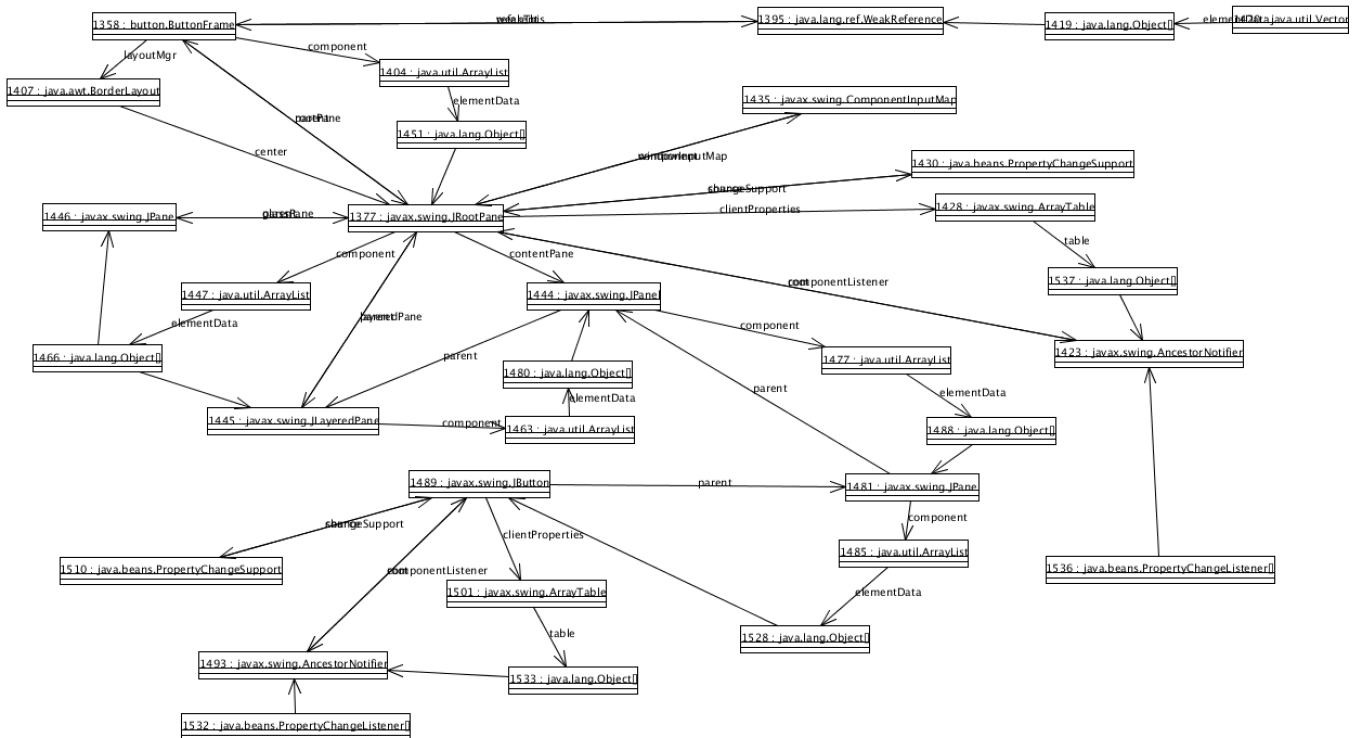 1358 : button.ButtonFrame
1395 : java.lang.ref.WeakReference
1419 : java.lang.Object[]
elementData
java.util.Vector
layoutMgr
component
1407 : java.awt.BorderLayout
1404 : java.util.ArrayList
elementData
1435 : javax.swing.ComponentInputMap
1451 : java.lang.Object[]
center
1430 : java.beans.PropertyChangeSupport
changeSupport
clientProperties
1428 : javax.swing.ArrayTable
1446 : javax.swing.JPanel
glassPane
1377 : javax.swing.JRootPane
table
component
contentPane
1537 : java.lang.Object[]
componentListener
1447 : java.util.ArrayList
1444 : javax.swing.JPanel
elementData
layeredPane
component
1466 : java.lang.Object[]
parent
1477 : java.util.ArrayList
1423 : javax.swing.AncestorNotifier
1480 : java.lang.Object[]
parent
elementData
elementData
1445 : javax.swing.JLayeredPane
component
1463 : java.util.ArrayList
1488 : java.lang.Object[]
1489 : javax.swing.JButton
parent
1481 : javax.swing.JPanel
changeSupport
clientProperties
component
1485 : java.util.ArrayList
1510 : java.beans.PropertyChangeSupport
componentListener
1536 : java.beans.PropertyChangeListener[]
1501 : javax.swing.ArrayTable
elementData
table
1528 : java.lang.Object[]
1493 : javax.swing.AncestorNotifier
1533 : java.lang.Object[]
1532 : java.beans.PropertyChangeListener[]